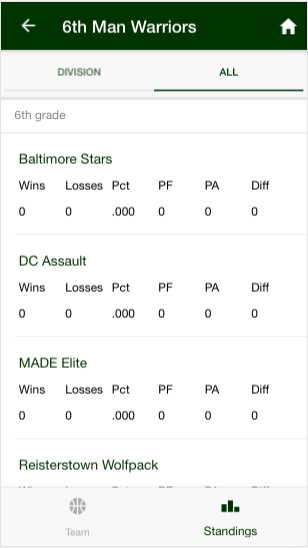 6th Man Warriors
DIVISION ALL
6th grade
Baltimore Stars
Wins Losses Pct PF PA Diff
0 0 .000 0 0 0
DC Assault
Wins Losses Pct PF PA Diff
0 0 .000 0 0 0
MADE Elite
Wins Losses Pct PF PA Diff
0 0 .000 0 0 0
Reisterstown Wolfpack
Team Standings